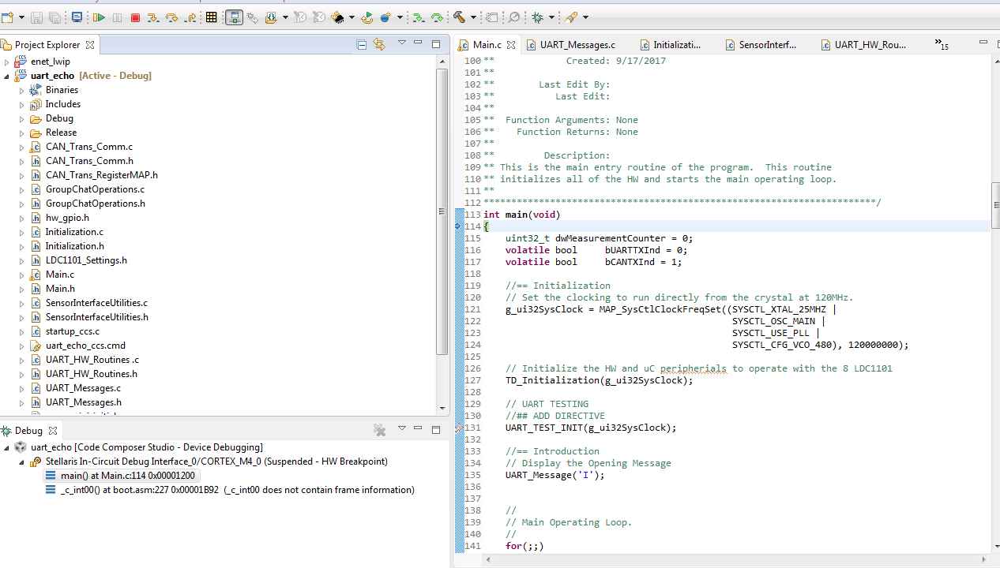 Project Explorer
enet_lwip
uart_echo [Active - Debug]
Binaries
Includes
Debug
Release
CAN_Trans_Comm.c
CAN_Trans_Comm.h
CAN_Trans_RegisterMAP.h
GroupChatOperations.c
GroupChatOperations.h
hw_gpio.h
Initialization.c
Initialization.h
LDC1101_Settings.h
Main.c
Main.h
SensorInterfaceUtilities.c
SensorInterfaceUtilities.h
startup_ccs.c
uart_echo_ccs.cmd
UART_HW_Routines .c
UART_HW_Routines.h
UART_Messages.c
UART_Messages.h
Debug
uart_echo [Code Composer Studio - Device Debugging]
Stellaris In-Circuit Debug Interface_0/CORTEX_M4_0 (Suspended - HW Breakpoint)
main() at Main.c:114 0x00001200
_c_int00() at boot.asm:227 0x00001B92 (_c_int00 does not contain frame information)
Main.c UART_Messages.c Initializati... SensorInterf... UART_HW_Rou... »15
100 ** Created: 9/17/2017
101 **
102 ** Last Edit By:
103 ** Last Edit:
104 **
105 ** Function Arguments: None
106 ** Function Returns: None
107 **
108 ** Description:
109 ** This is the main entry routine of the program. This routine
110 ** initializes all of the HW and starts the main operating loop.
111 **
112 ***********************************************************************/
113 int main(void)
114 {
115 uint32_t dwMeasurementCounter = 0;
116 volatile bool bUARTTXInd = 0;
117 volatile bool bCANTXInd = 1;
118
119 //== Initialization
120 // Set the clocking to run directly from the crystal at 120MHz.
121 g_ui32SysClock = MAP_SysCtlClockFreqSet((SYSCTL_XTAL_25MHZ |
122 SYSCTL_OSC_MAIN |
123 SYSCTL_USE_PLL |
124 SYSCTL_CFG_VCO_480), 120000000);
125
126 // Initialize the HW and uC peripherials to operate with the 8 LDC1101
127 TD_Initialization(g_ui32SysClock);
128
129 // UART TESTING
130 //## ADD DIRECTIVE
131 UART_TEST_INIT(g_ui32SysClock);
132
133 //== Introduction
134 // Display the Opening Message
135 UART_Message('I');
136
137
138 //
139 // Main Operating Loop.
140 //
141 for(;;)